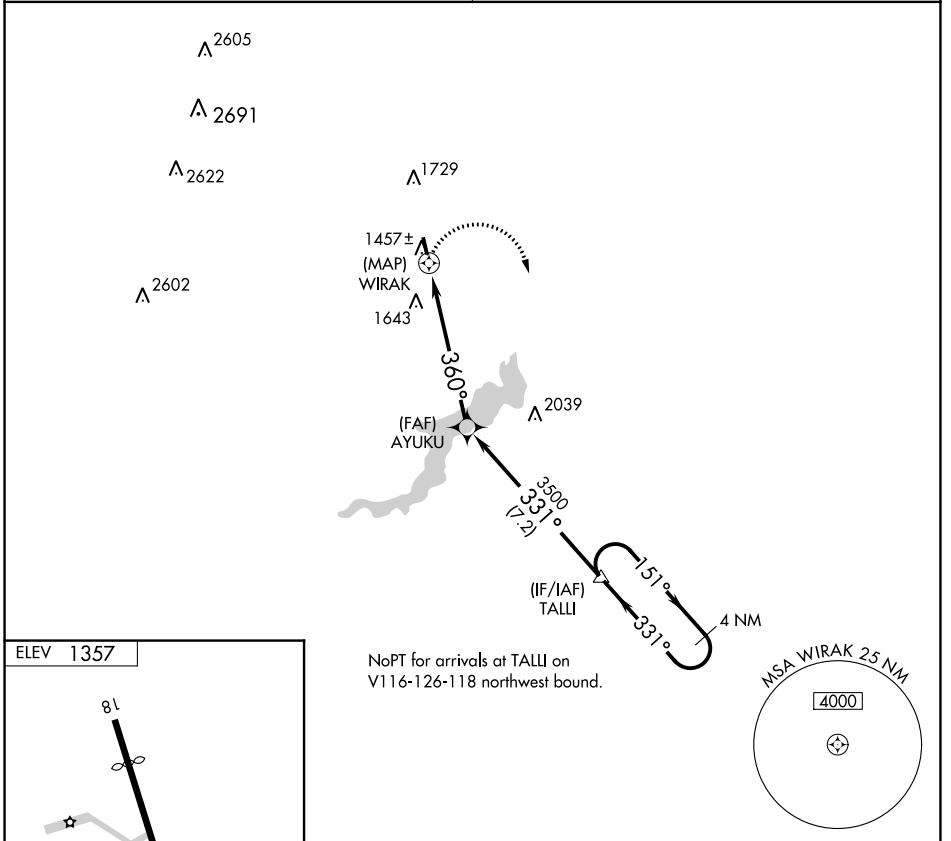 2605
2691
2622
1729
1457±
(MAP)
WIRAK
2602
1643
360°
2039
(FAF)
AYUKU
3500
331°
(7.2)
(IF/IAF)
TALLI
151°
331°
4 NM
ELEV 1357
NoPT for arrivals at TALLI on
V116-126-118 northwest bound.
MSA WIRAK 25 NM
4000
18